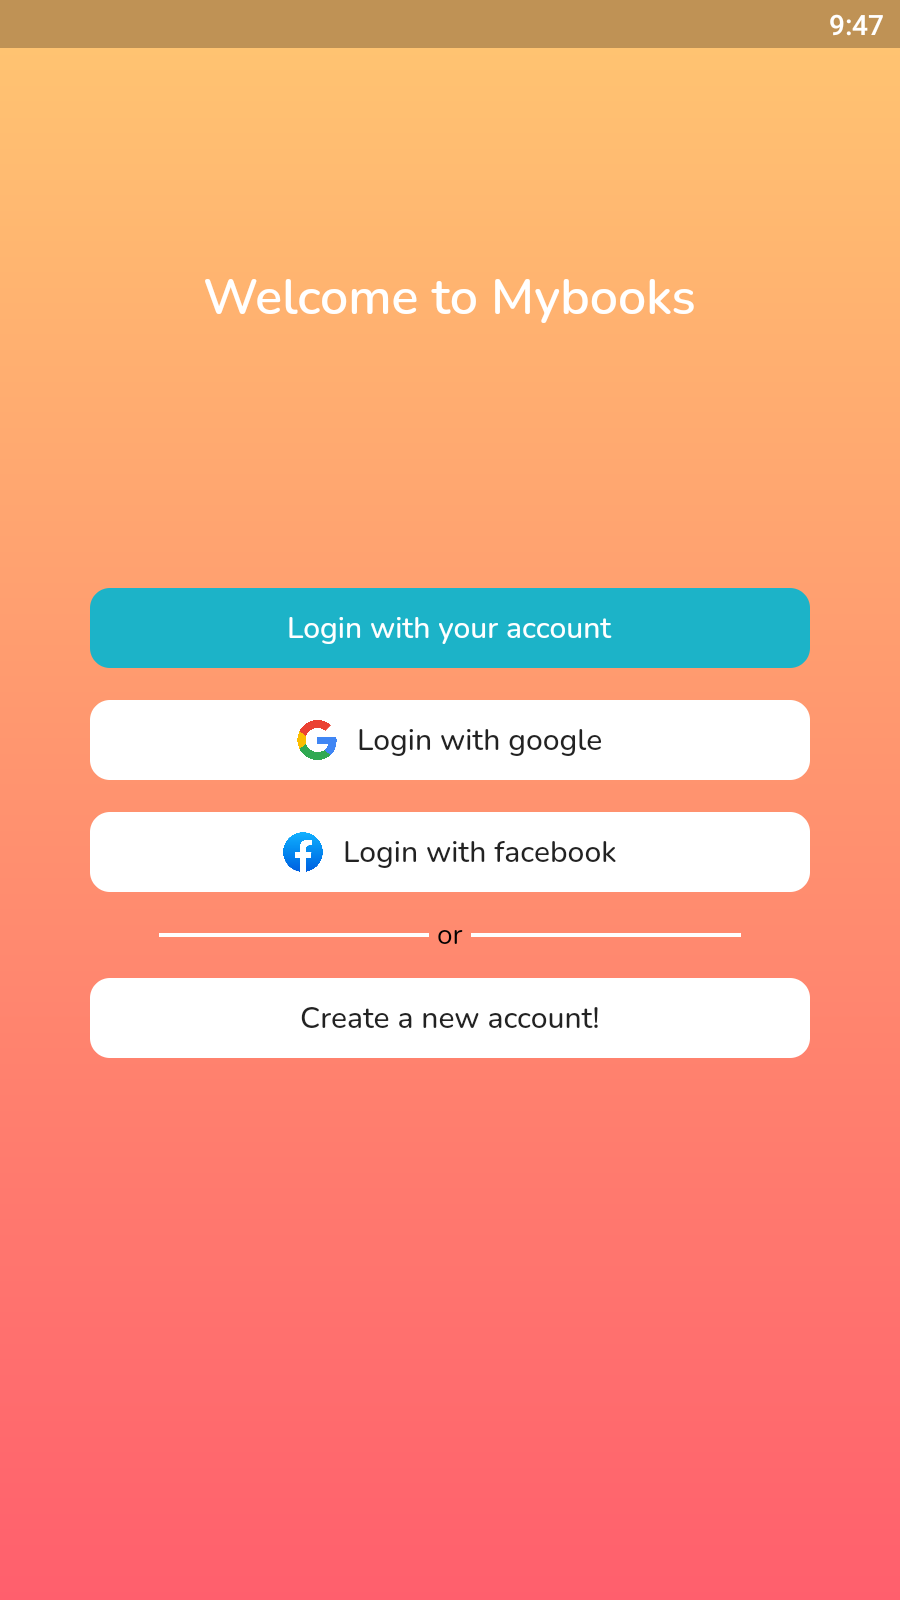 9:47
Welcome to Mybooks
Login with your account
Login with google
Login with facebook
or
Create a new account!